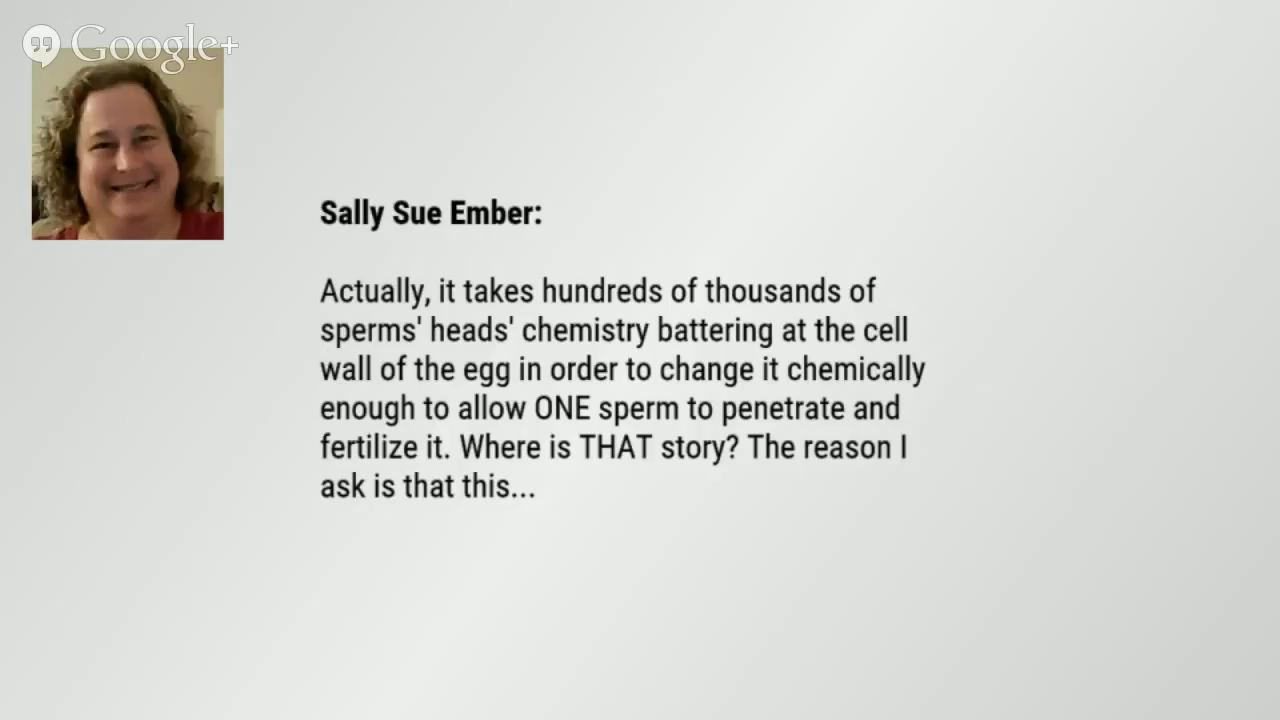 Google+
Sally Sue Ember:
Actually, it takes hundreds of thousands of
sperms' heads' chemistry battering at the cell
wall of the egg in order to change it chemically
enough to allow ONE sperm to penetrate and
fertilize it. Where is THAT story? The reason I
ask is that this...